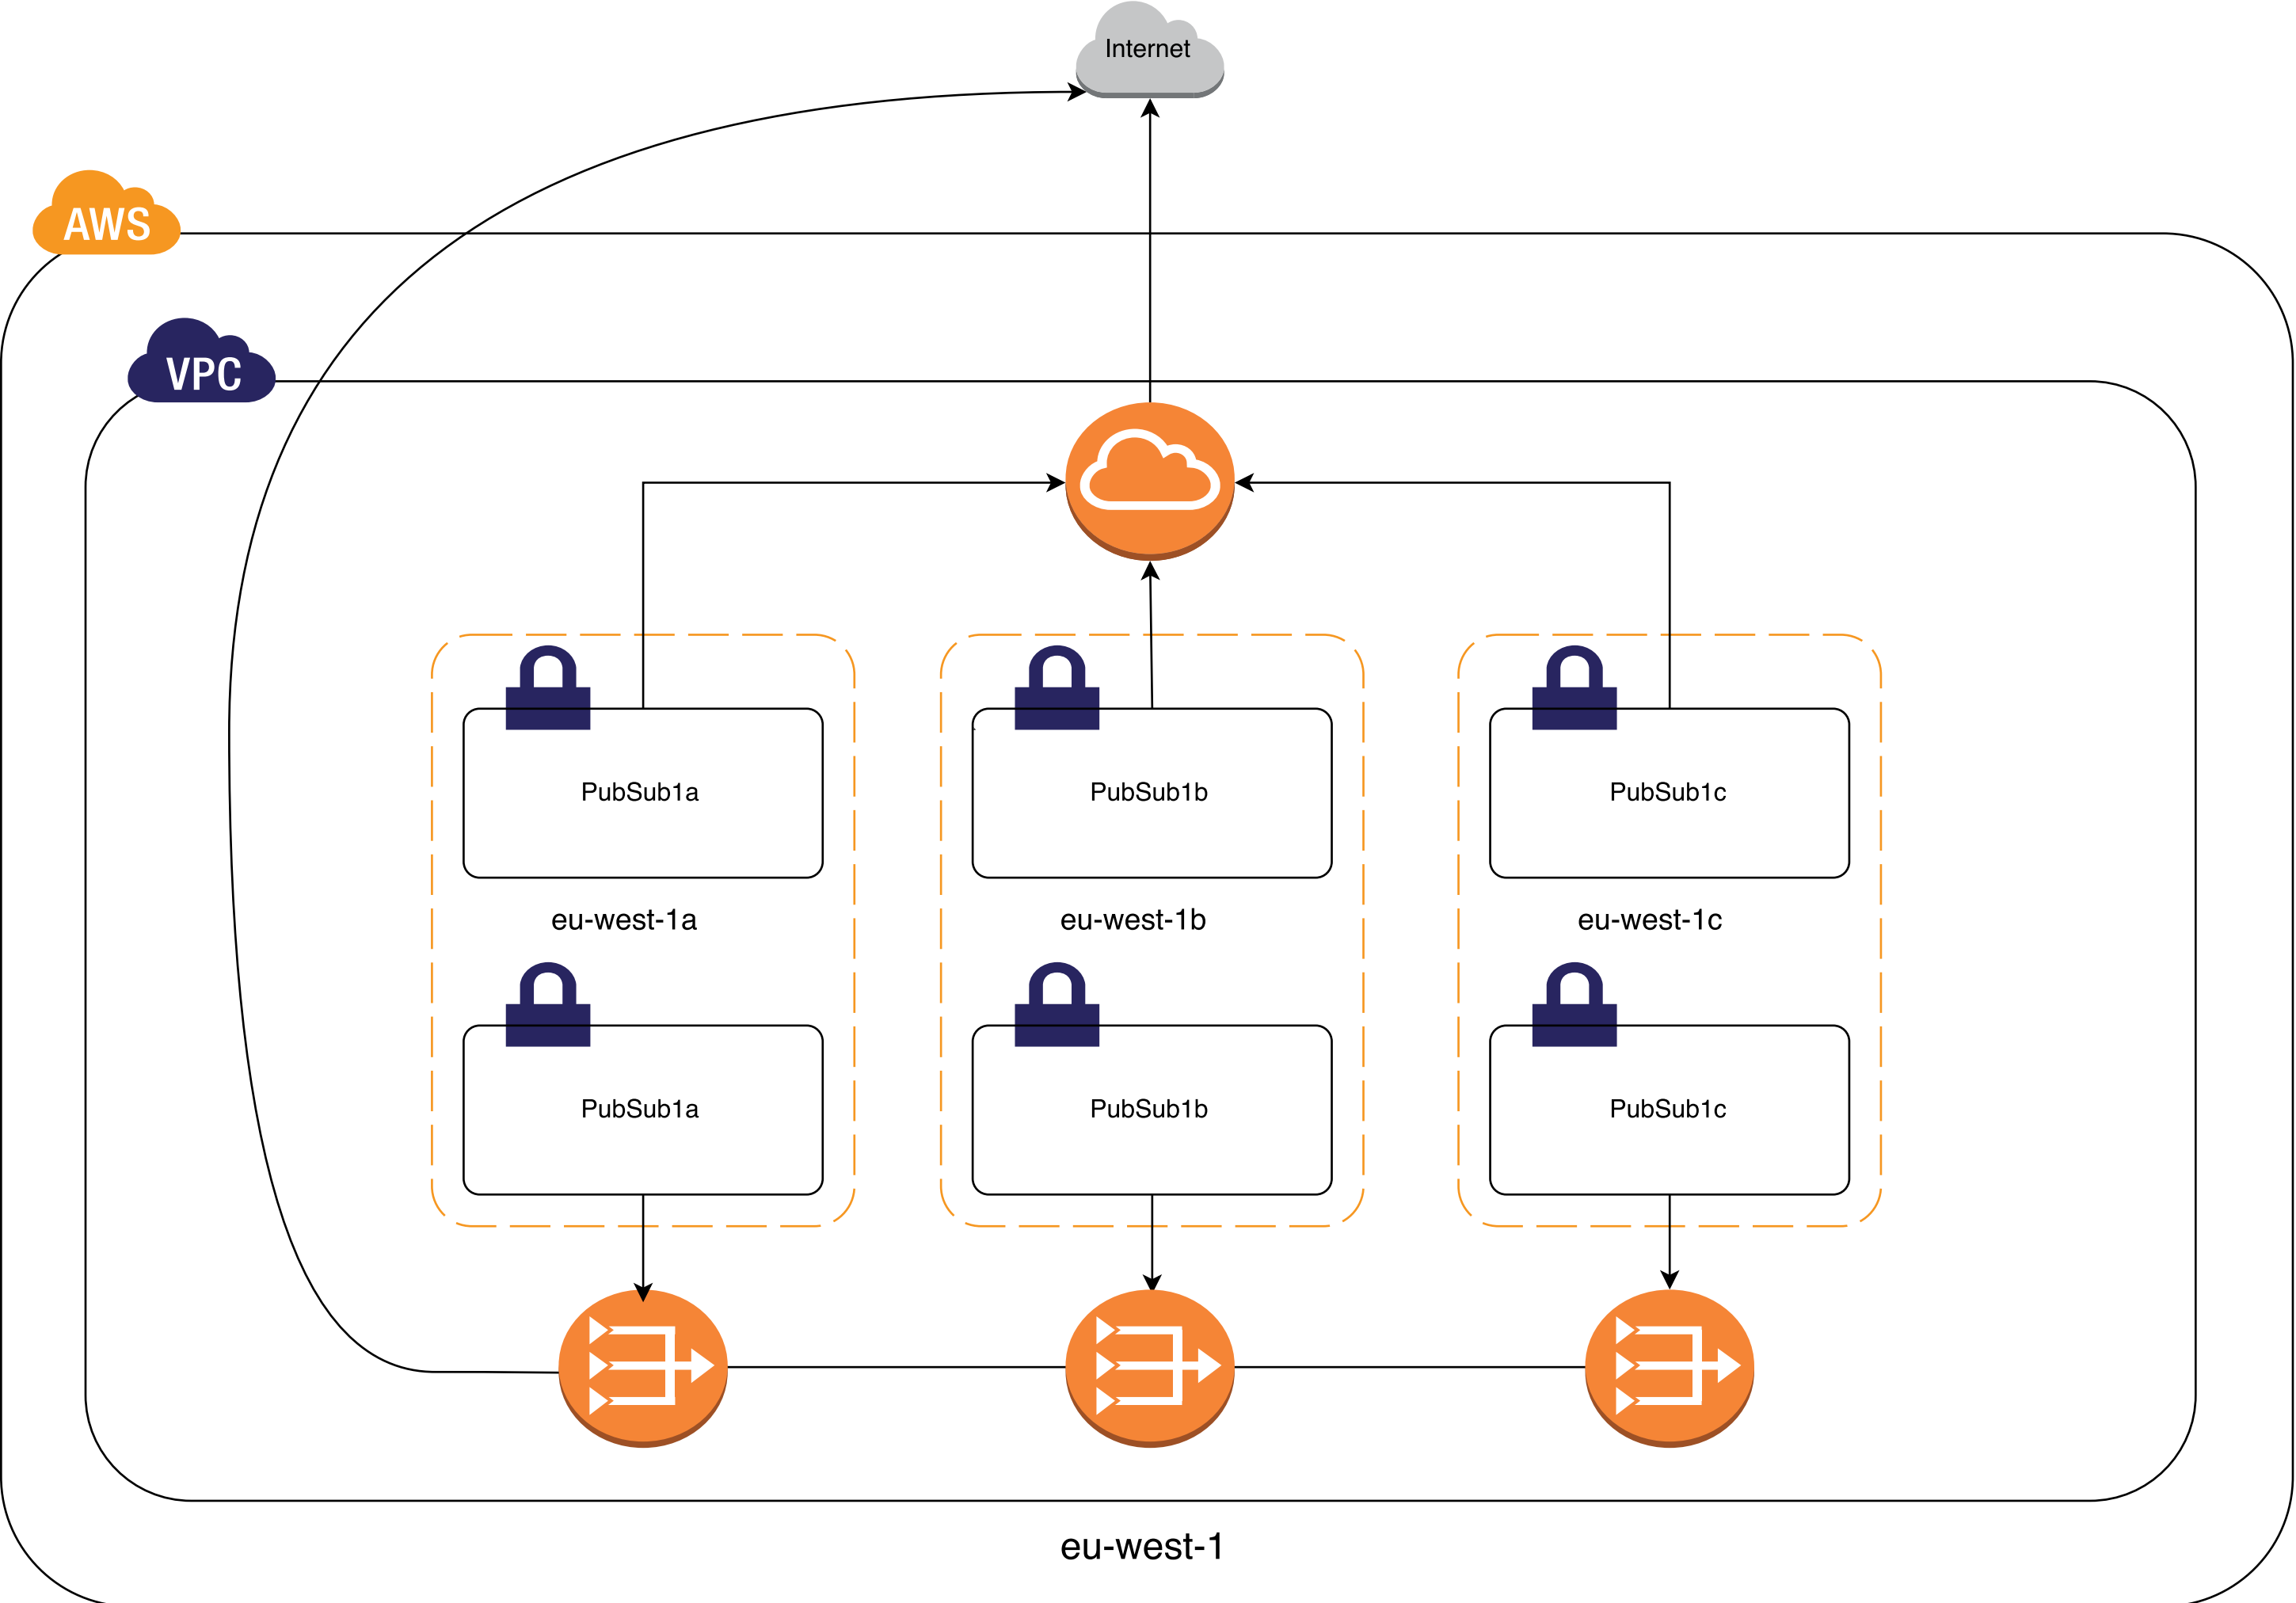 Internet
AWS
VPC
PubSub1a
PubSub1b
PubSub1c
eu-west-1a
eu-west-1b
eu-west-1c
PubSub1a
PubSub1b
PubSub1c
eu-west-1